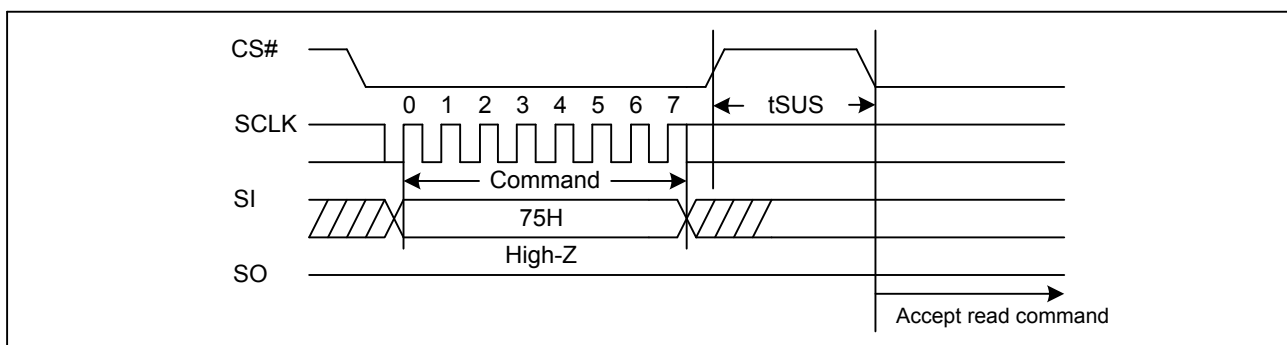 CS#
tSUS
0 1 2 3 4 5 6 7
SCLK
Command
SI
75H
High-Z
SO
Accept read command